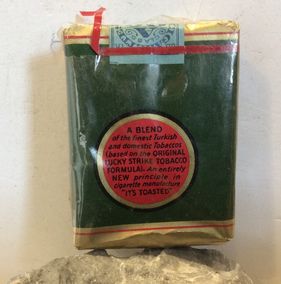 A BLEND
of the finest Turkish
and domestic Tobaccos
(based on the ORIGINAL
LUCKY STRIKE TOBACCO
FORMULA)-An entirely
NEW principle in
cigarette manufacture
"IT'S TOASTED"